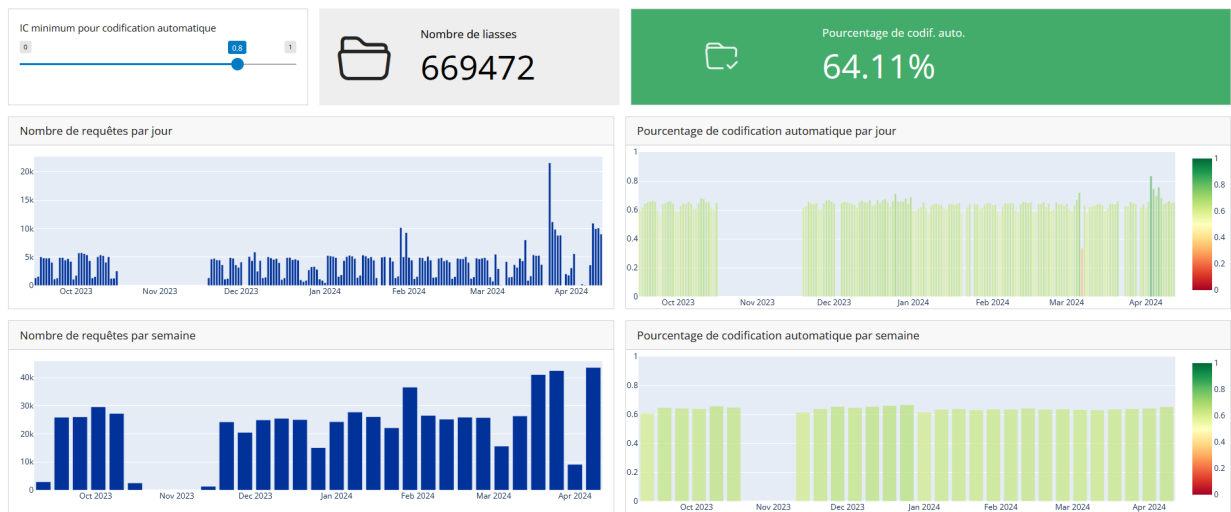 IC minimum pour codification automatique
0
0.8
1
Nombre de liasses
669472
Pourcentage de codif. auto.
64.11%
Nombre de requêtes par jour
20k
15k
10k
5k
0
Oct 2023 Nov 2023 Dec 2023 Jan 2024 Feb 2024 Mar 2024 Apr 2024
Pourcentage de codification automatique par jour
1
0.8
0.6
0.4
0.2
0
Oct 2023 Nov 2023 Dec 2023 Jan 2024 Feb 2024 Mar 2024 Apr 2024
1
0.8
0.6
0.4
0.2
0
Nombre de requêtes par semaine
40k
30k
20k
10k
0
Oct 2023 Nov 2023 Dec 2023 Jan 2024 Feb 2024 Mar 2024 Apr 2024
Pourcentage de codification automatique par semaine
1
0.8
0.6
0.4
0.2
0
Oct 2023 Nov 2023 Dec 2023 Jan 2024 Feb 2024 Mar 2024 Apr 2024
1
0.8
0.6
0.4
0.2
0